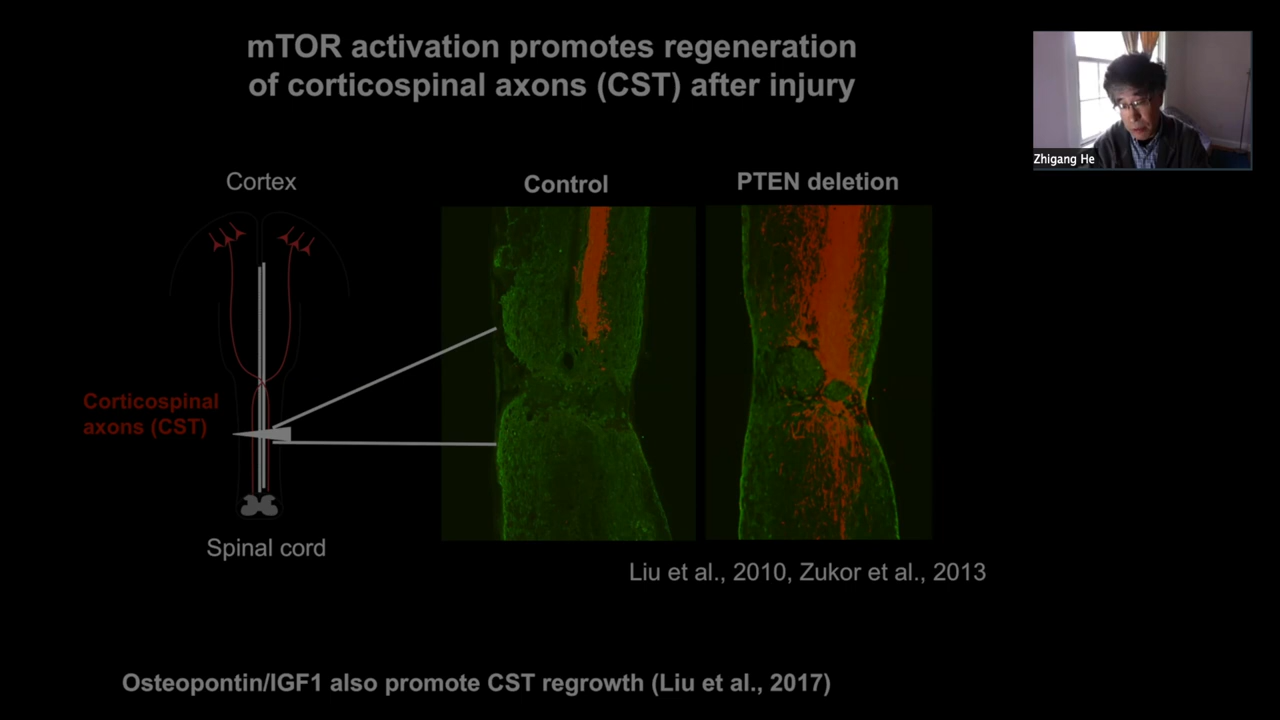 mTOR activation promotes regeneration
of corticospinal axons (CST) after injury
Zhigang He
Cortex
Control
PTEN deletion
Corticospinal
axons (CST)
Spinal cord
Liu et al., 2010, Zukor et al., 2013
Osteopontin/IGF1 also promote CST regrowth (Liu et al., 2017)